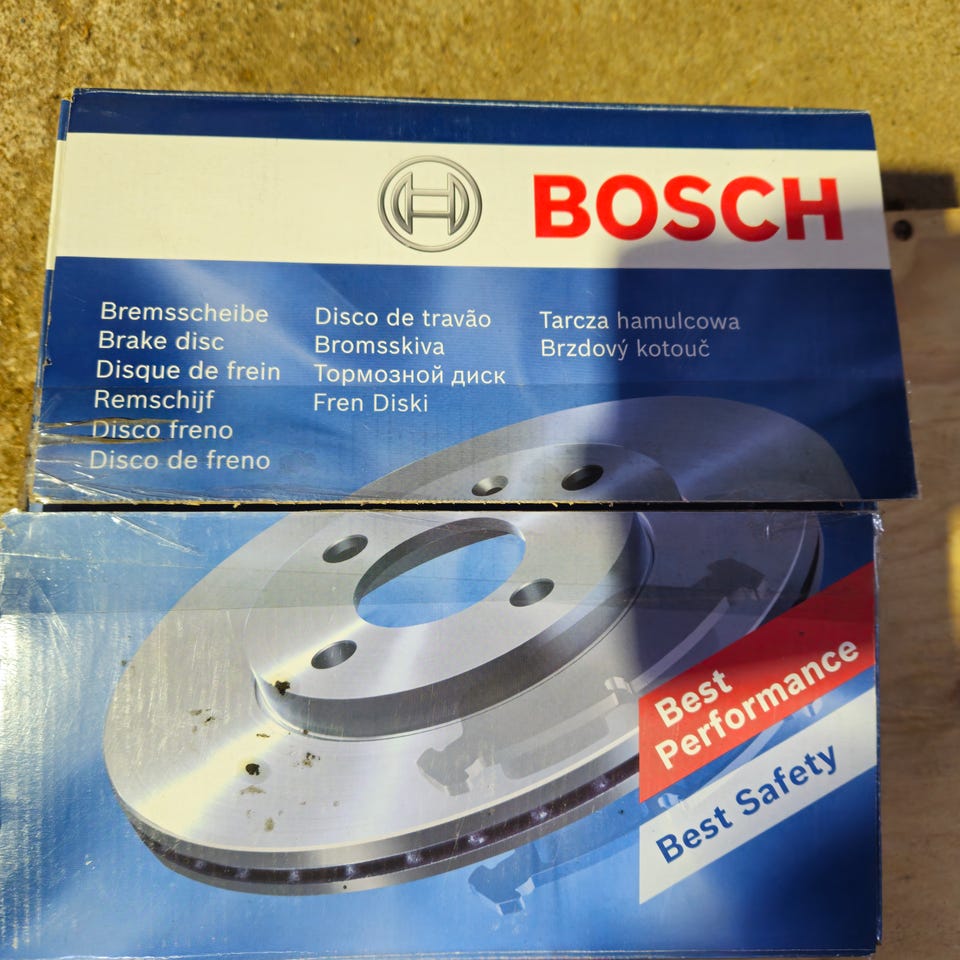 BOSCH
Bremsscheibe
Brake disc
Disque de frein
Remschijf
Disco freno
Disco de freno
Disco de travão
Bromsskiva
Тормозной диск
Fren Diski
Tarcza hamulcowa
Brzdový kotouč
Best
Performance
Best Safety